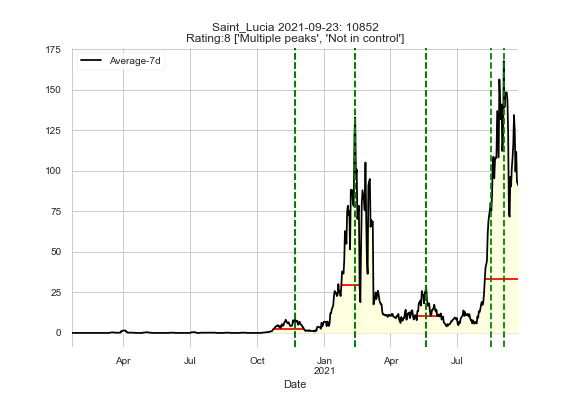 Saint_Lucia 2021-09-23: 10852
Rating:8 ['Multiple peaks', 'Not in control']
175
Average-7d
150
125
100
75
50
25
0
Apr Jul Oct Jan Apr Jul
2021
Date